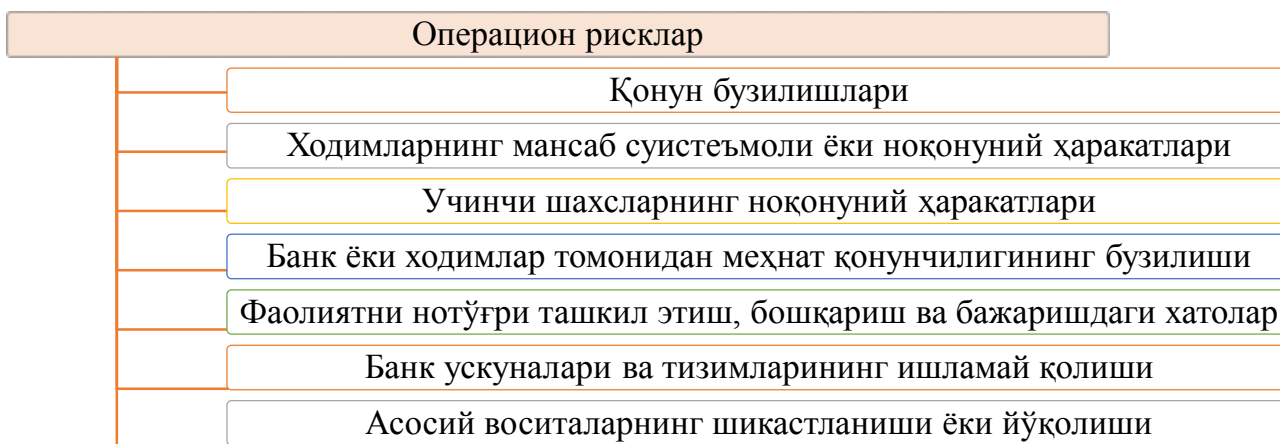 Операцион рисклар
Қонун бузилишлари
Ходимларнинг мансаб суистеъмоли ёки ноқонуний ҳаракатлари
Учинчи шахсларнинг ноқонуний ҳаракатлари
Банк ёки ходимлар томонидан меҳнат қонунчилигининг бузилиши
Фаолиятни нотўғри ташкил этиш, бошқариш ва бажаришдаги хатолар
Банк ускуналари ва тизимларининг ишламай қолиши
Асосий воситаларнинг шикастланиши ёки йўқолиши